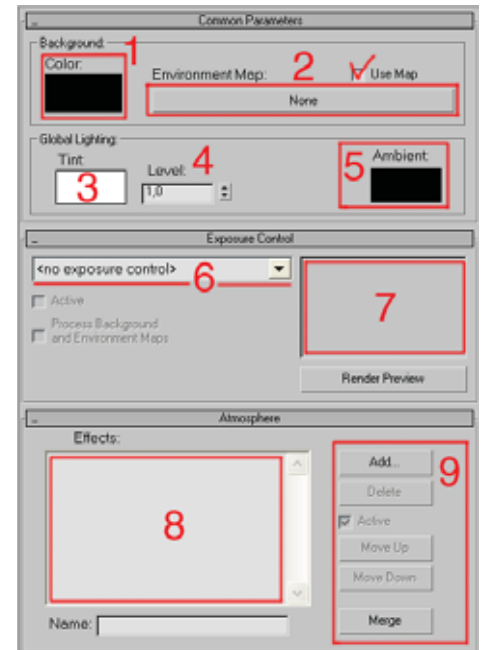 Common Parameters
Background:
Color:
1
Environment Map:
2
Use Map
None
Global Lighting:
Tint:
3
Level:
4
1,0
5
Ambient:
Exposure Control
<no exposure control>
6
Active
Process Background
and Environment Maps
7
Render Preview
Atmosphere
Effects:
8
Name:
Add...
9
Delete
Active
Move Up
Move Down
Merge